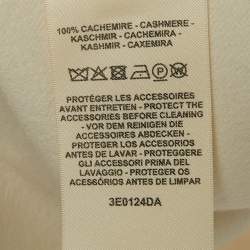 100% CACHEMIRE - CASHMERE -
KASCHMIR - CACHEMIRA -
KASHMIR - CAXEMIRA
PROTÉGER LES ACCESSOIRES
AVANT ENTRETIEN - PROTECT THE
ACCESSORIES BEFORE CLEANING
- VOR DEM REINIGEN DIE
ACCESSOIRES ABDECKEN -
PROTEGER LOS ACCESORIOS
ANTES DE LAVAR - PROTEGGERE
GLI ACCESSORI PRIMA DEL
LAVAGGIO - PROTEGER OS
ACESSÓRIOS ANTES DE LIMPAR
3E0124DA